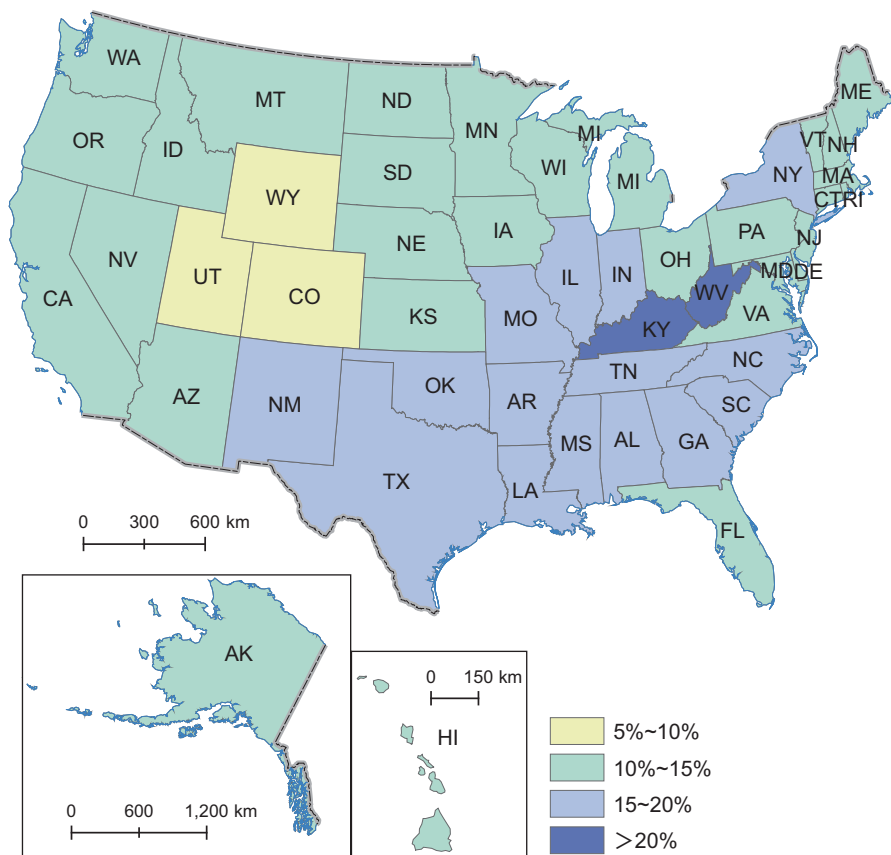 WA
MT
ND
MN
ME
OR
ID
SD
WI
MI
MI
VT
NH
NY
MA
CT
RI
WY
NE
IA
PA
NJ
NV
UT
CO
IL
IN
OH
MD
DE
WV
CA
KS
MO
KY
VA
AZ
NM
OK
AR
TN
NC
SC
MS
AL
GA
TX
LA
FL
0 300 600 km
AK
0 600 1,200 km
0 150 km
HI
5%~10%
10%~15%
15~20%
＞20%